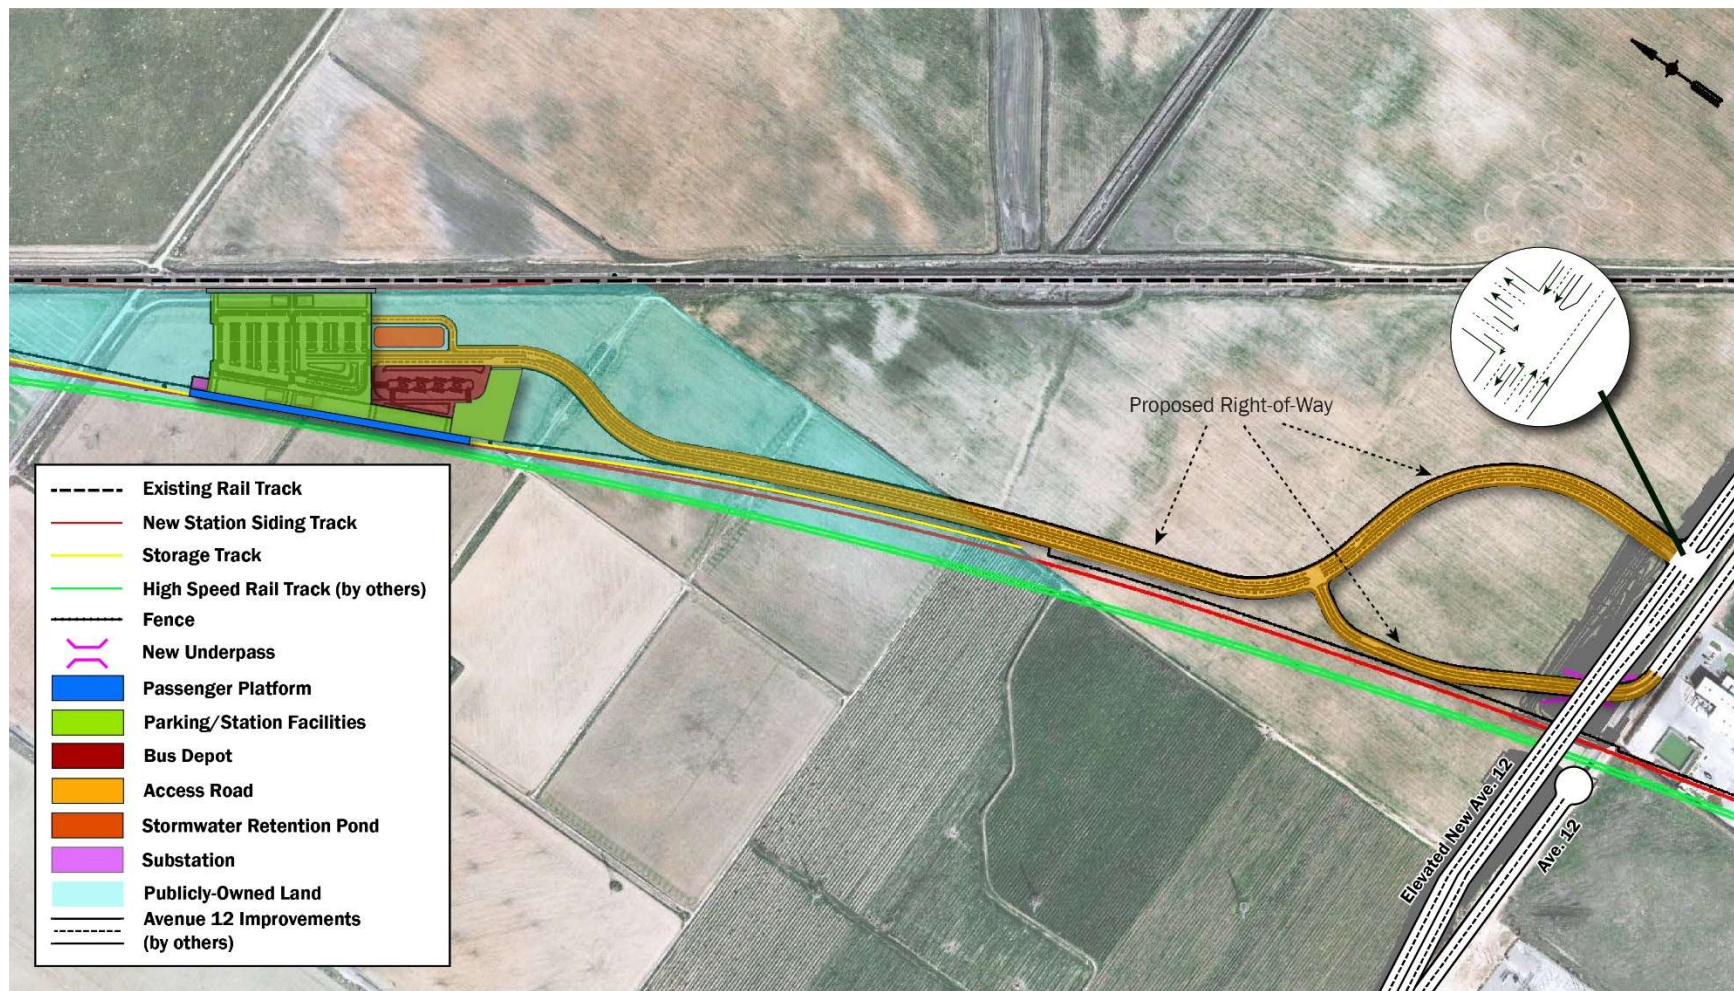 Proposed Right-of-Way
Existing Rail Track
New Station Siding Track
Storage Track
High Speed Rail Track (by others)
Fence
New Underpass
Passenger Platform
Parking/Station Facilities
Bus Depot
Access Road
Stormwater Retention Pond
Substation
Publicly-Owned Land
Avenue 12 Improvements
(by others)
Elevated New Ave. 12
Ave. 12